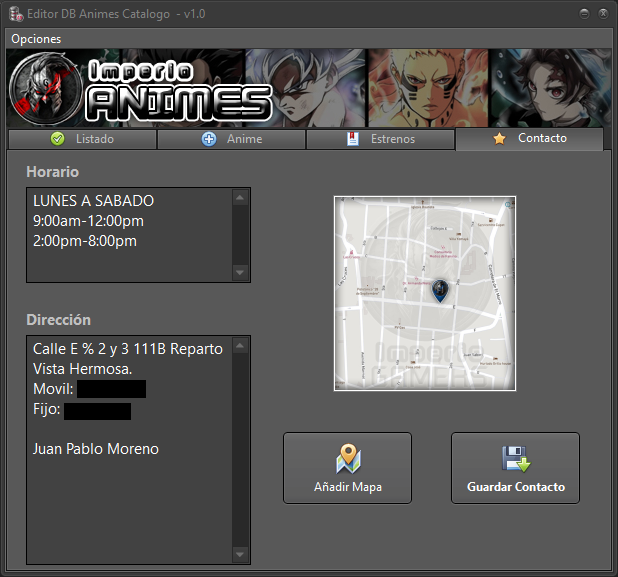 Editor DB Animes Catalogo - v1.0
Opciones
Imperio
ANIMES
Listado
Anime
Estrenos
Contacto
Horario
LUNES A SABADO
9:00am-12:00pm
2:00pm-8:00pm
Dirección
Calle E % 2 y 3 111B Reparto
Vista Hermosa.
Movil:
Fijo:
Juan Pablo Moreno
Imperio
GAMERS
Añadir Mapa
Guardar Contacto